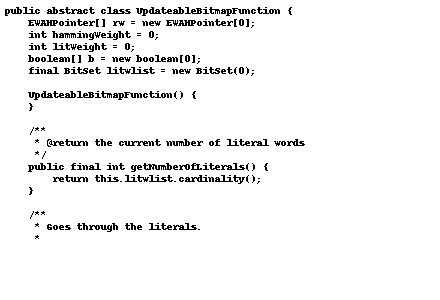 public abstract class UpdateableBitmapFunction {
    EWAHPointer[] rw = new EWAHPointer[0];
    int hammingWeight = 0;
    int litWeight = 0;
    boolean[] b = new boolean[0];
    final BitSet litwlist = new BitSet(0);

    UpdateableBitmapFunction() {
    }

    /**
     * @return the current number of literal words
     */
    public final int getNumberOfLiterals() {
        return this.litwlist.cardinality();
    }

    /**
     * Goes through the literals.
     *